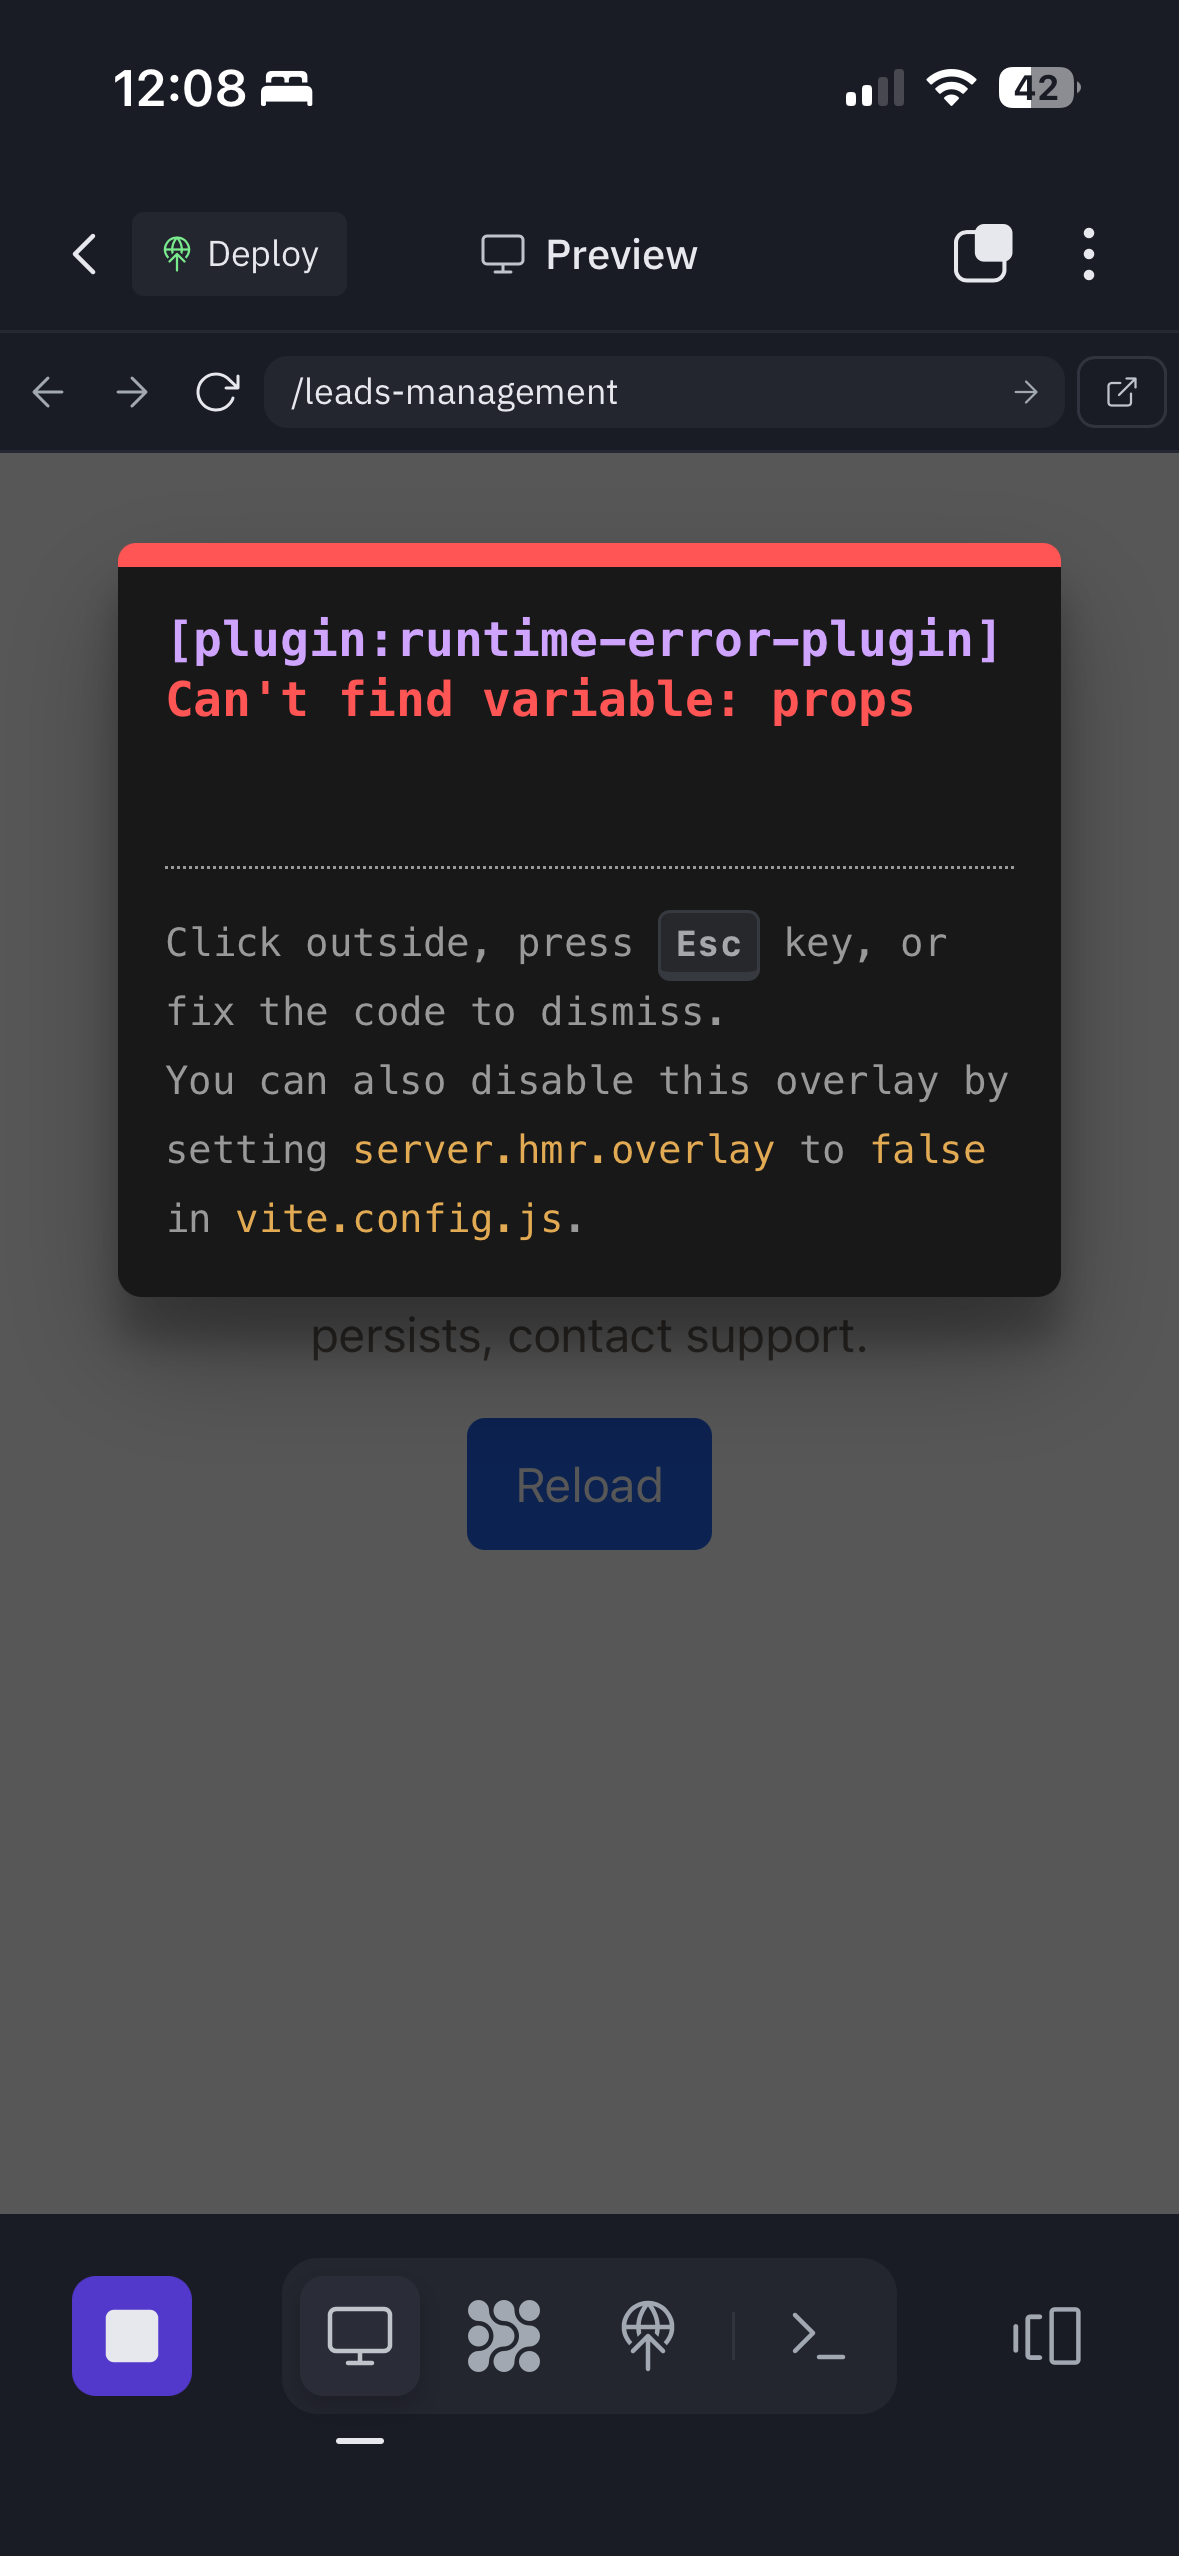 12:08
42
Deploy
Preview
/leads-management
[plugin:runtime-error-plugin]
Can't find variable: props
Click outside, press Esc key, or
fix the code to dismiss.
You can also disable this overlay by
setting server.hmr.overlay to false
in vite.config.js.
persists, contact support.
Reload